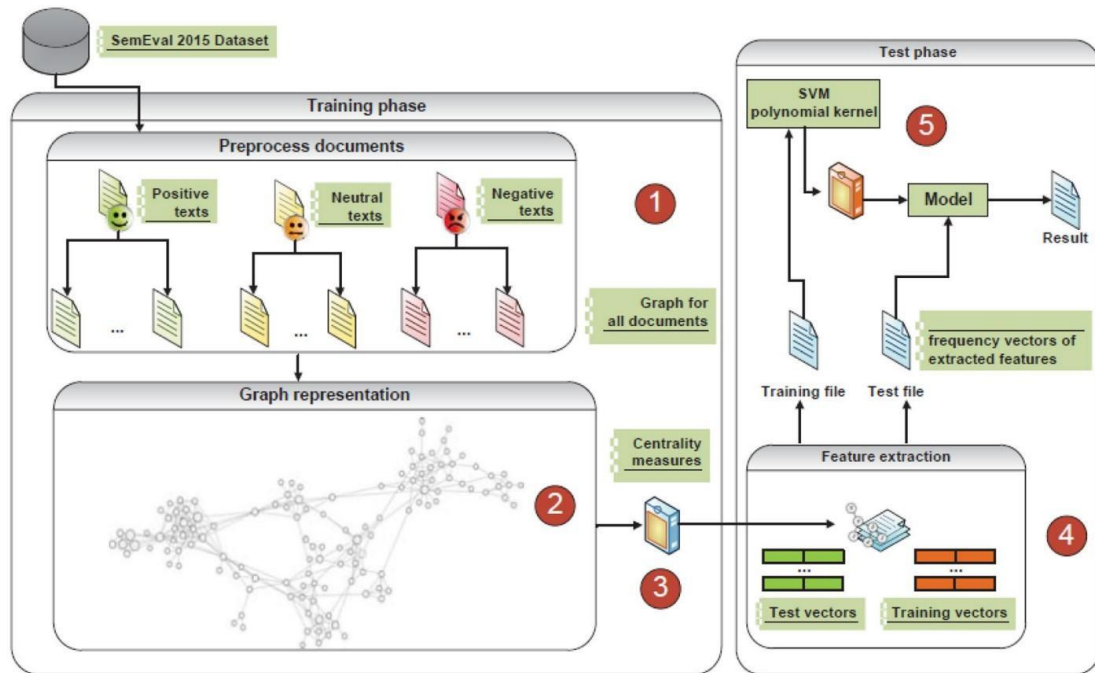 SemEval 2015 Dataset
Training phase
Preprocess documents
Positive
texts
Neutral
texts
Negative
texts
1
...
...
...
Graph for
all documents
Graph representation
2
Centrality
measures
3
Test phase
SVM
polynomial kernel
5
Model
Result
frequency vectors of
extracted features
Training file
Test file
Feature extraction
4
...
...
Test vectors
Training vectors